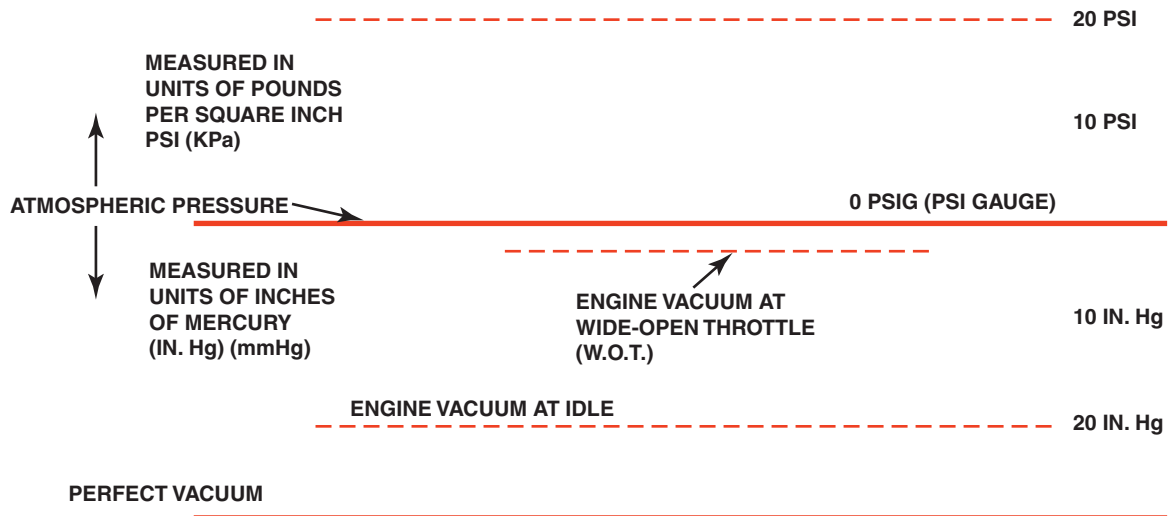 20 PSI
MEASURED IN
UNITS OF POUNDS
PER SQUARE INCH
PSI (KPa)
10 PSI
ATMOSPHERIC PRESSURE
0 PSIG (PSI GAUGE)
MEASURED IN
UNITS OF INCHES
OF MERCURY
(IN. Hg) (mmHg)
ENGINE VACUUM AT
WIDE-OPEN THROTTLE
(W.O.T.)
10 IN. Hg
ENGINE VACUUM AT IDLE
20 IN. Hg
PERFECT VACUUM